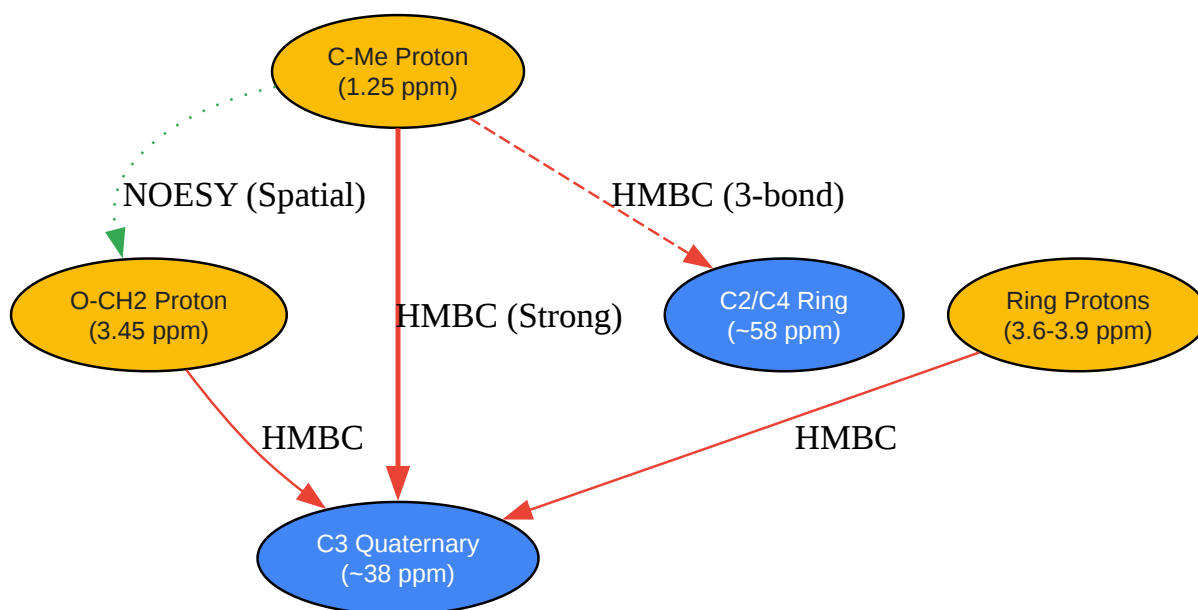 C-Me Proton
(1.25 ppm)
NOESY (Spatial)
HMBC (3-bond)
O-CH2 Proton
(3.45 ppm)
HMBC (Strong)
C2/C4 Ring
(~58 ppm)
Ring Protons
(3.6-3.9 ppm)
HMBC
HMBC
C3 Quaternary
(~38 ppm)